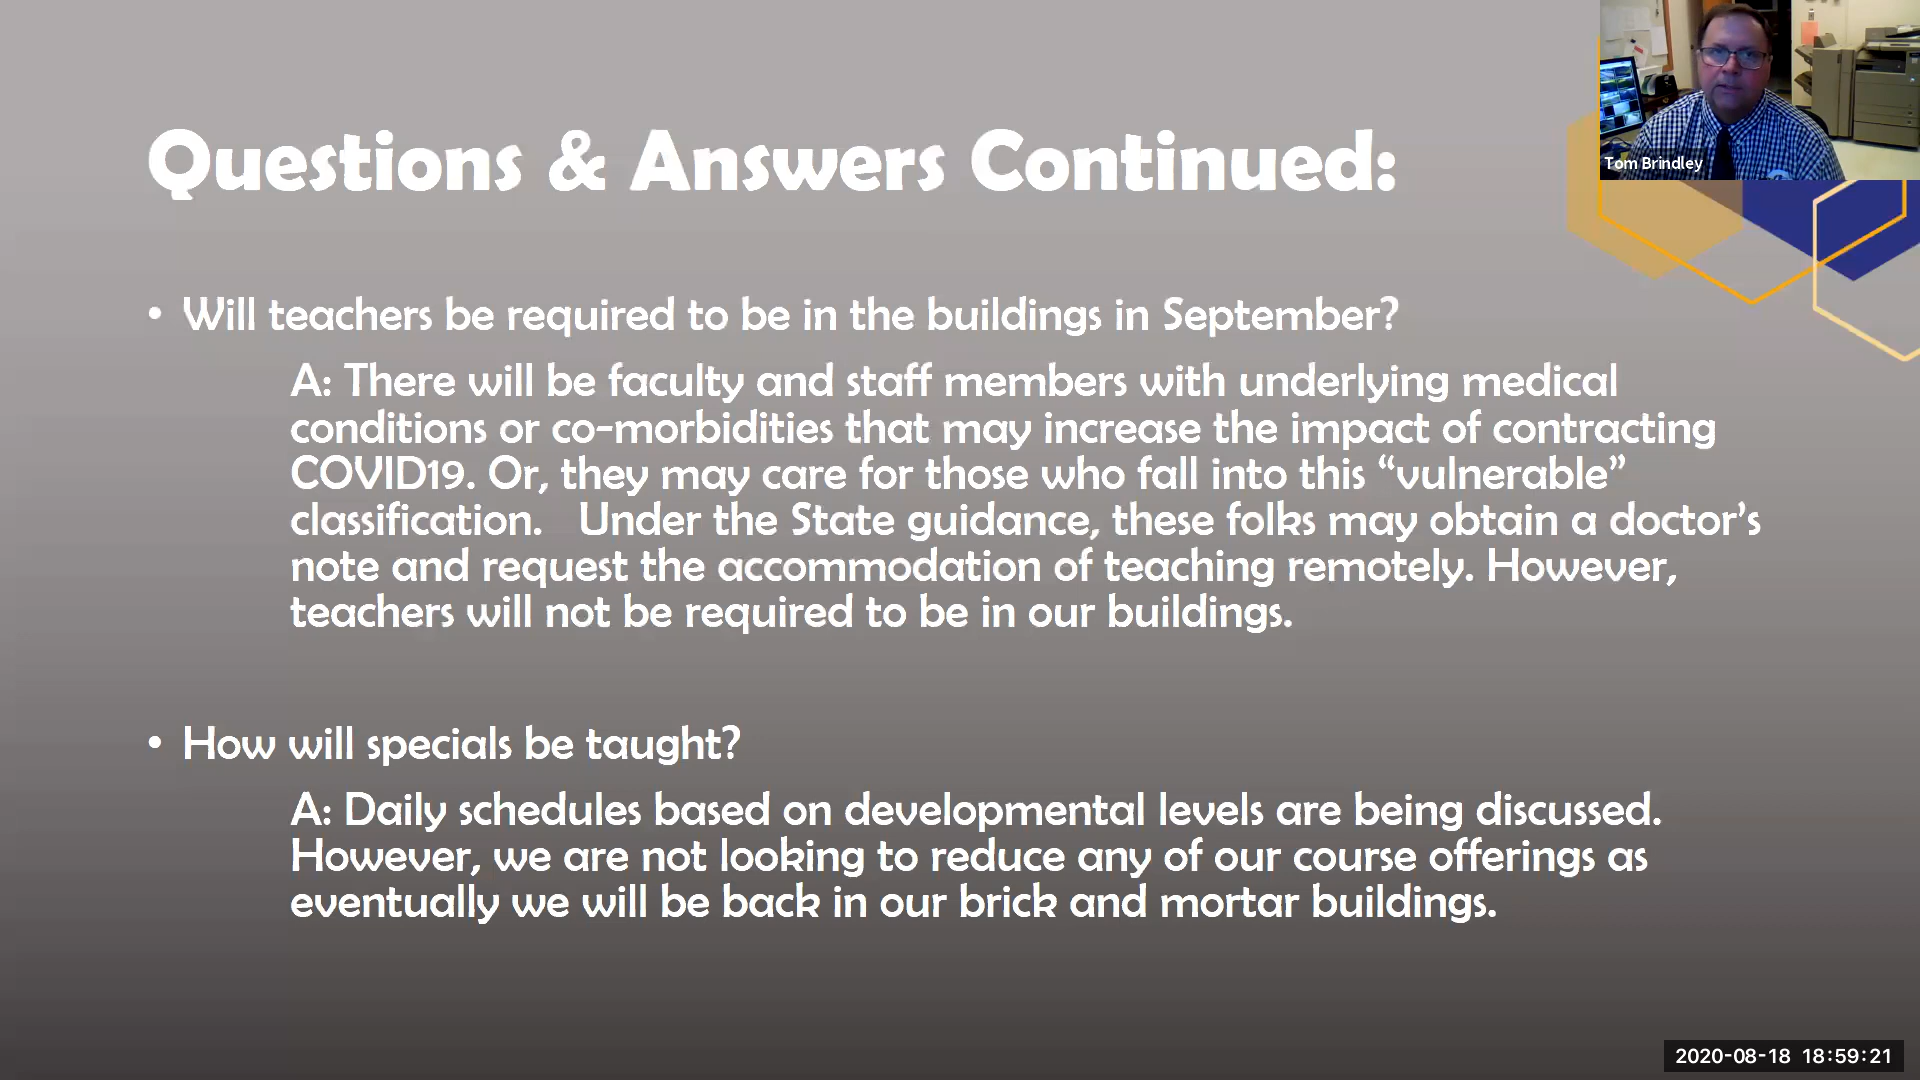 Tom Brindley
Questions & Answers Continued:
• Will teachers be required to be in the buildings in September?
A: There will be faculty and staff members with underlying medical
conditions or co-morbidities that may increase the impact of contracting
COVID19. Or, they may care for those who fall into this “vulnerable”
classification.   Under the State guidance, these folks may obtain a doctor’s
note and request the accommodation of teaching remotely. However,
teachers will not be required to be in our buildings.
• How will specials be taught?
A: Daily schedules based on developmental levels are being discussed.
However, we are not looking to reduce any of our course offerings as
eventually we will be back in our brick and mortar buildings.
2020-08-18 18:59:21